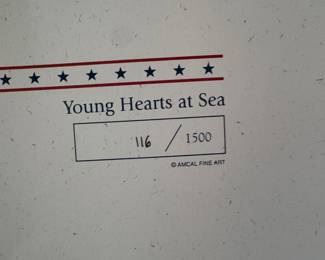 Young Hearts at Sea
116 / 1500
© AMCAL FINE ART